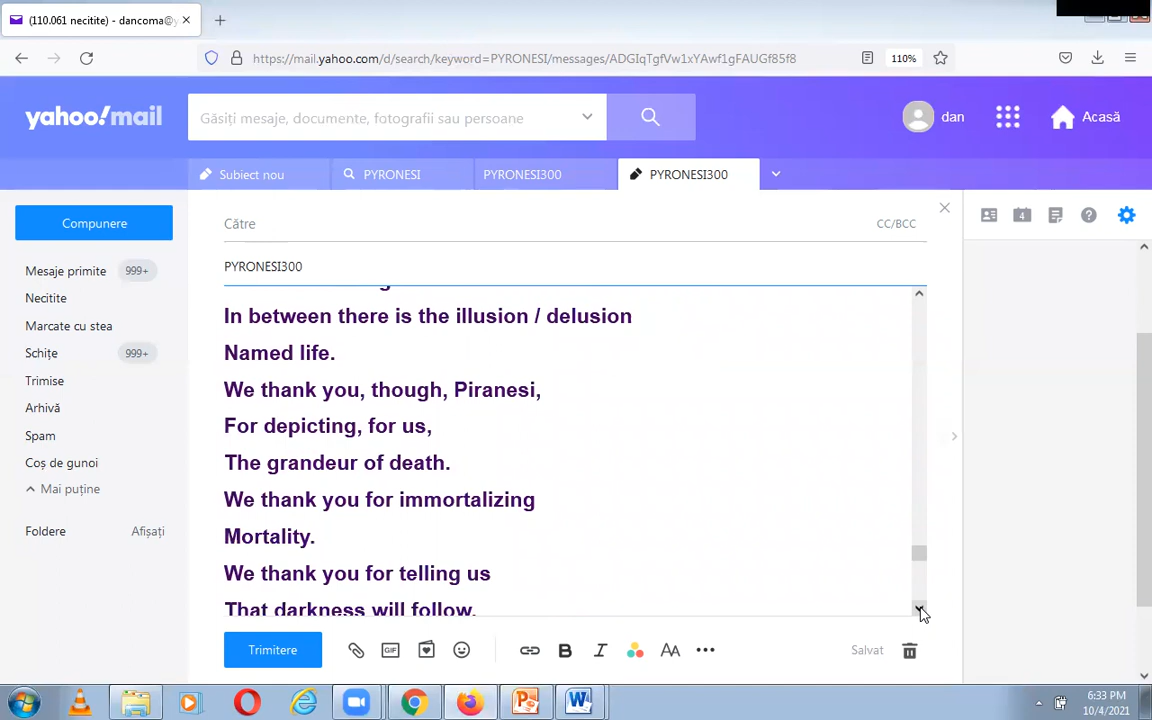 (110.061 necitite) - dancoma@y
https://mail.yahoo.com/d/search/keyword=PYRONESI/messages/ADGIqTgfVw1xYAwf1gFAUGf85f8
110%
yahoo!mail
Găsiți mesaje, documente, fotografii sau persoane
dan
Acasă
Subiect nou
PYRONESI
PYRONESI300
PYRONESI300
Compunere
Mesaje primite 999+
Necitite
Marcate cu stea
Schițe 999+
Trimise
Arhivă
Spam
Coș de gunoi
Mai puține
Foldere Afișați
Către
CC/BCC
4
PYRONESI300
In between there is the illusion / delusion
Named life.
We thank you, though, Piranesi,
For depicting, for us,
The grandeur of death.
We thank you for immortalizing
Mortality.
We thank you for telling us
That darkness will follow.
Trimitere
GIF
B
I
AA
Salvat
6:33 PM
10/4/2021